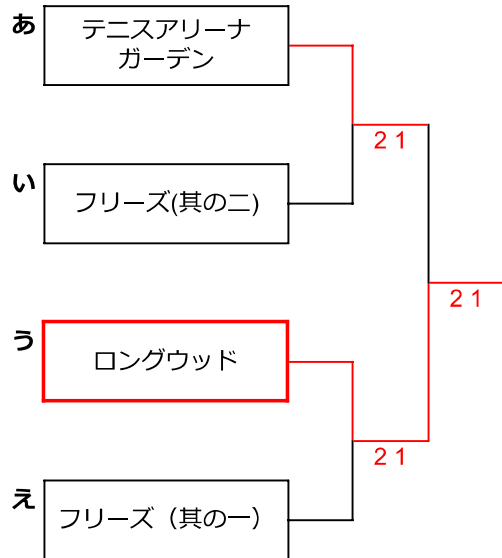 あ
テニスアリーナ
ガーデン
２１
い
フリーズ(其の二)
２１
う
ロングウッド
２１
え
フリーズ（其の一）